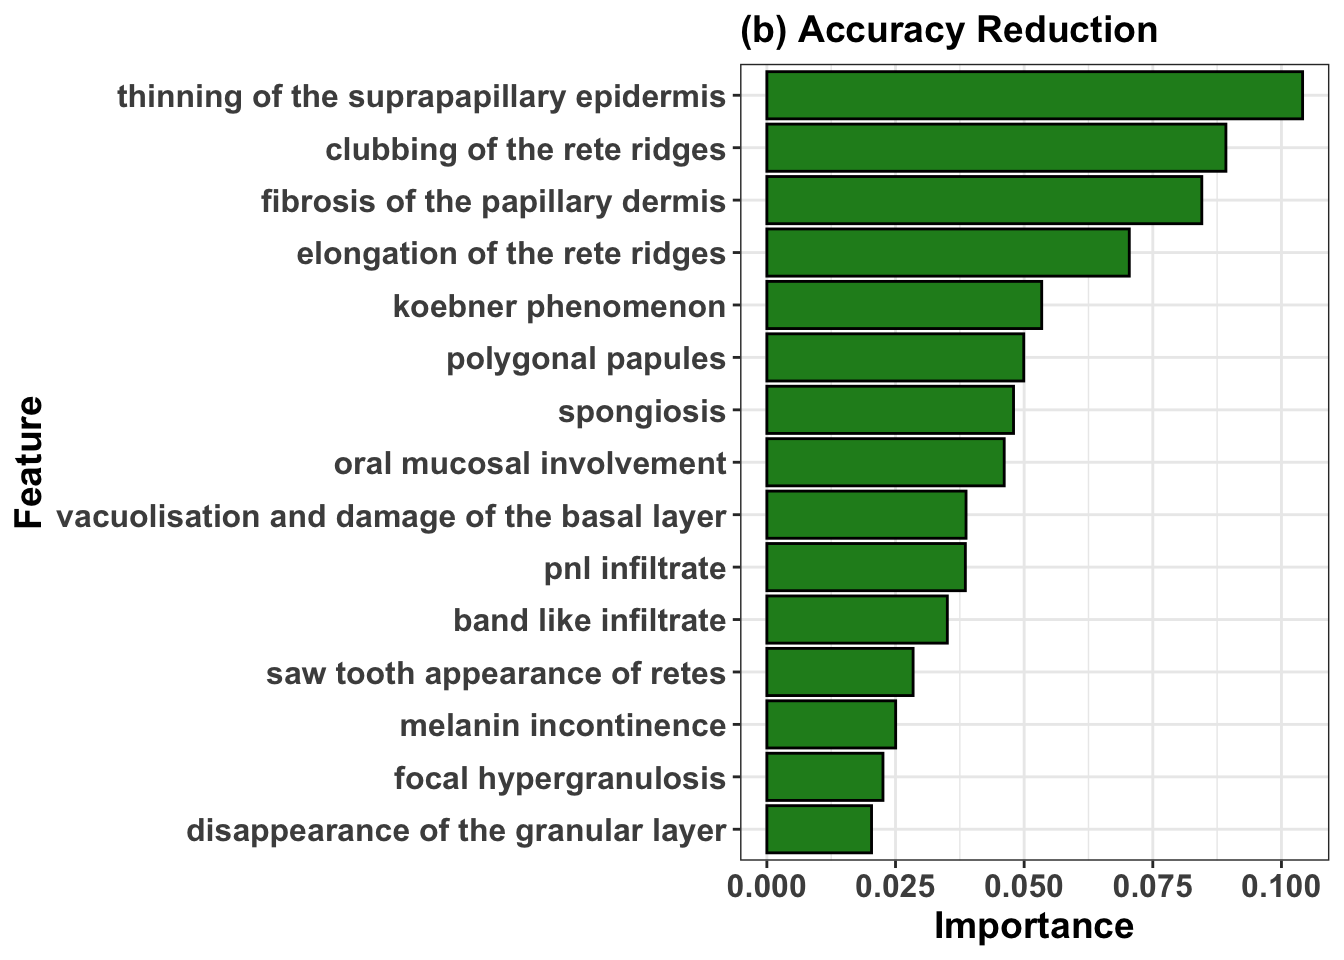 (b) Accuracy Reduction
thinning of the suprapapillary epidermis
clubbing of the rete ridges
fibrosis of the papillary dermis
elongation of the rete ridges
koebner phenomenon
polygonal papules
spongiosis
oral mucosal involvement
vacuolisation and damage of the basal layer
pnl infiltrate
band like infiltrate
saw tooth appearance of retes
melanin incontinence
focal hypergranulosis
disappearance of the granular layer
Feature
0.000 0.025 0.050 0.075 0.100
Importance